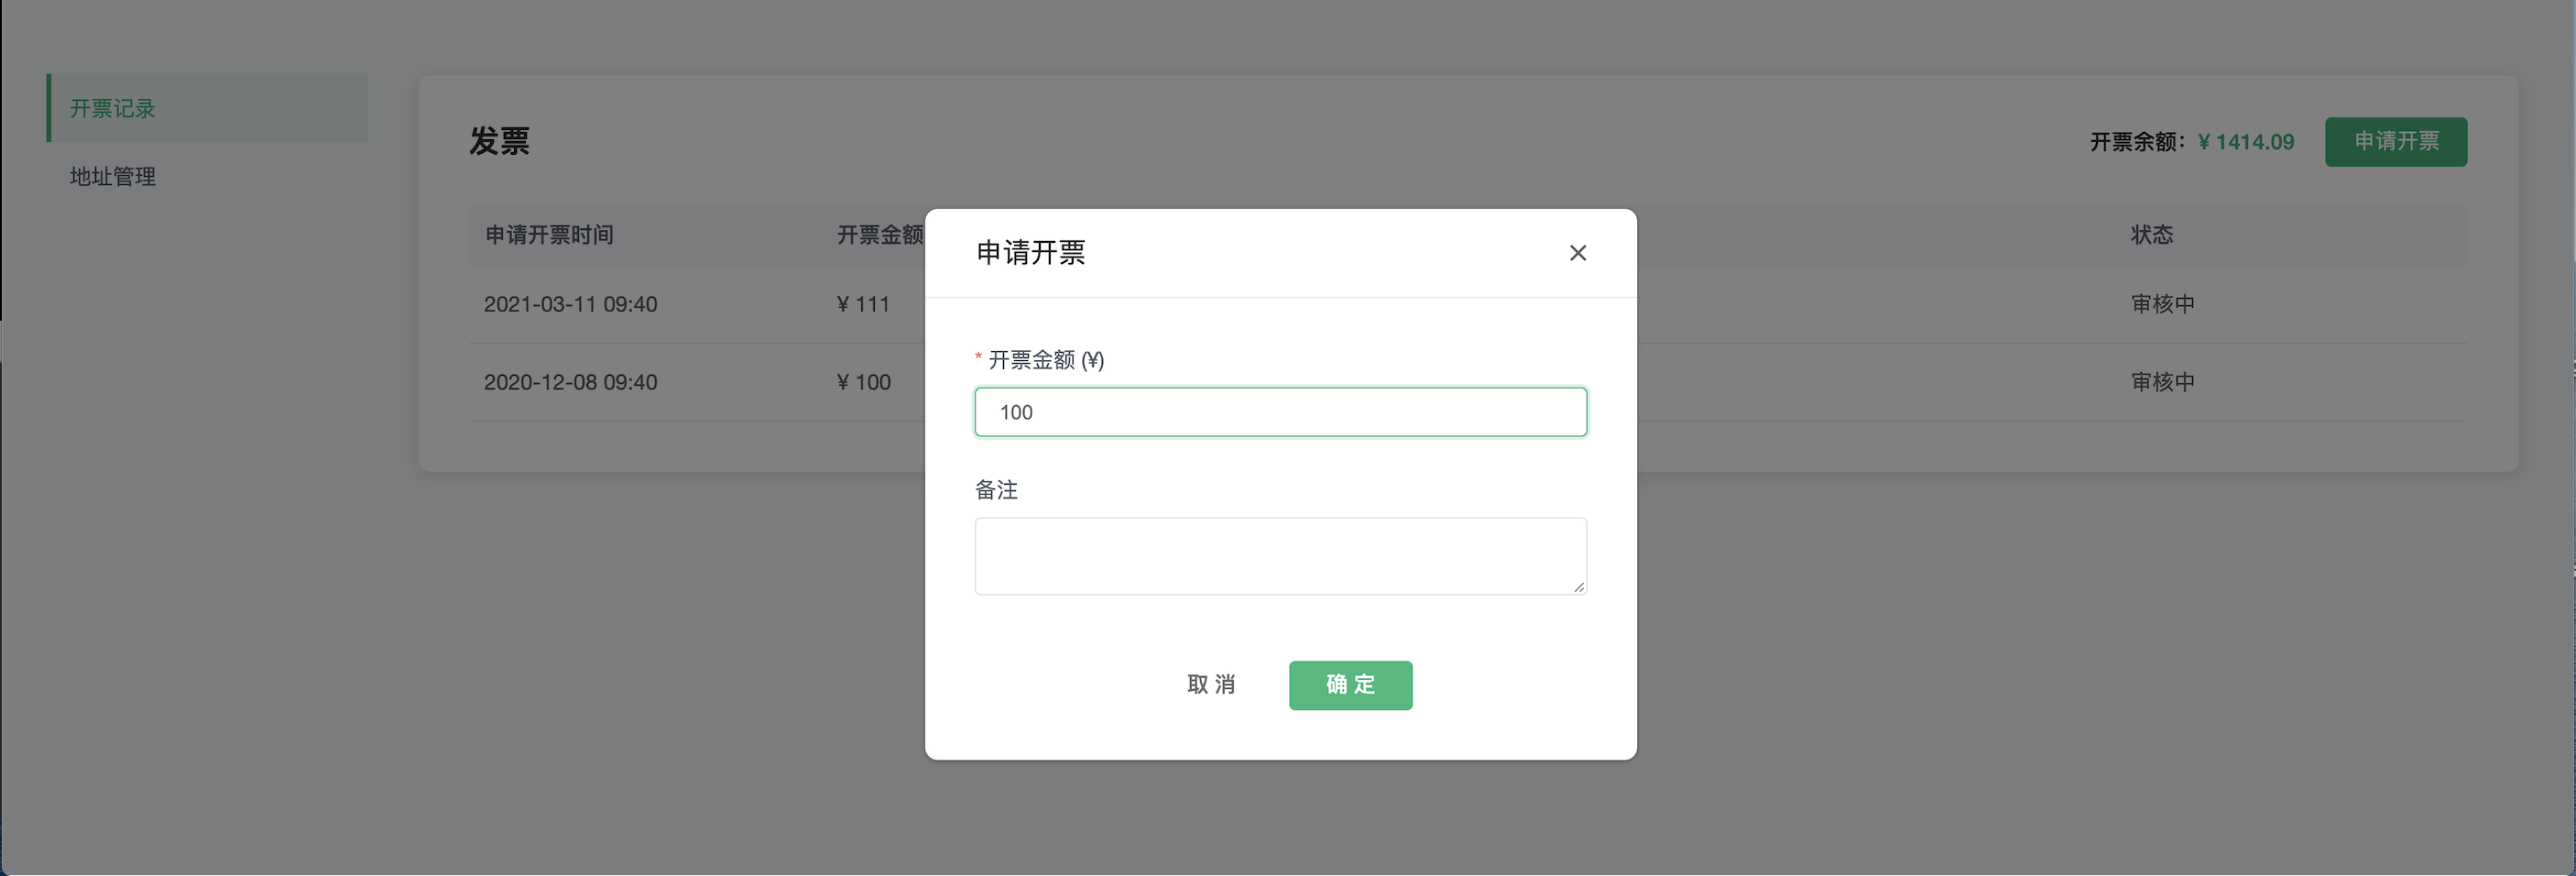 开票记录
地址管理
发票
开票余额：¥ 1414.09
申请开票
申请开票时间
开票金额
状态
2021-03-11 09:40
¥ 111
审核中
2020-12-08 09:40
¥ 100
审核中
申请开票
* 开票金额 (¥)
100
备注
取 消
确 定